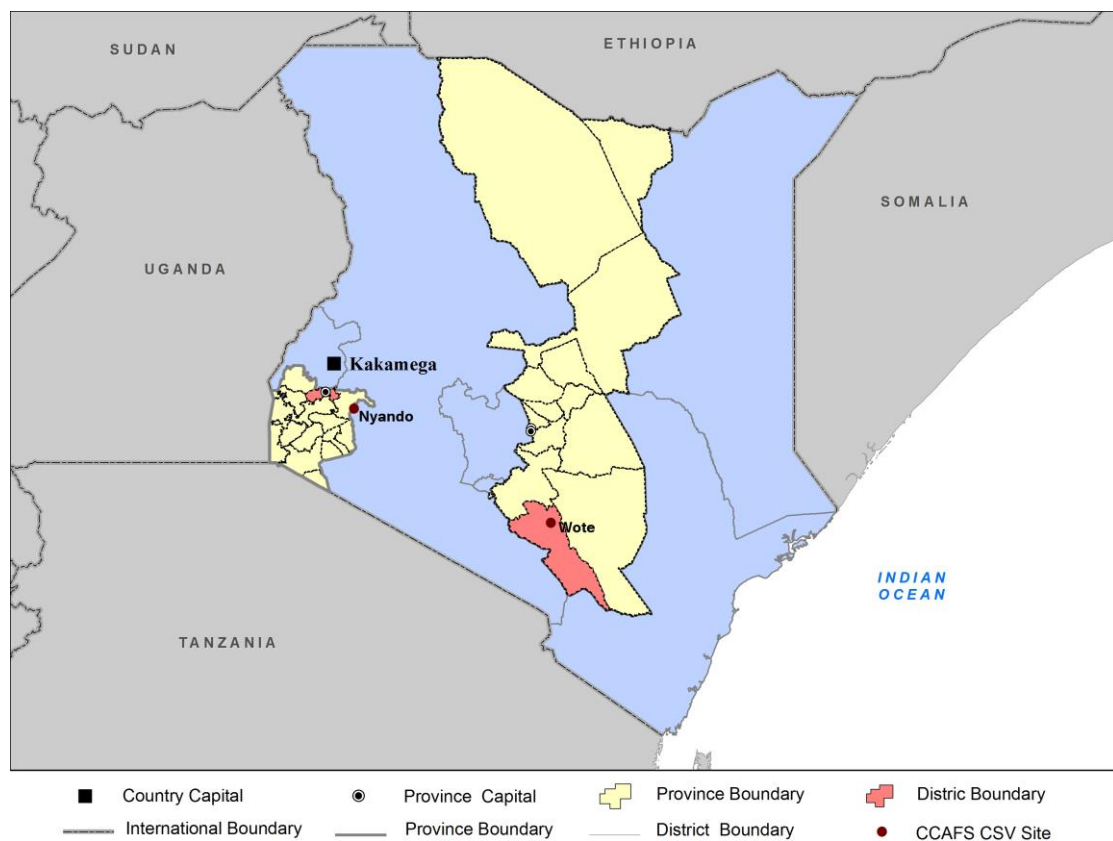 SUDAN
ETHIOPIA
SOMALIA
UGANDA
Kakamega
Nyando
Wote
INDIAN
OCEAN
TANZANIA
Country Capital
Province Capital
Province Boundary
Distric Boundary
International Boundary
Province Boundary
District Boundary
CCAFS CSV Site